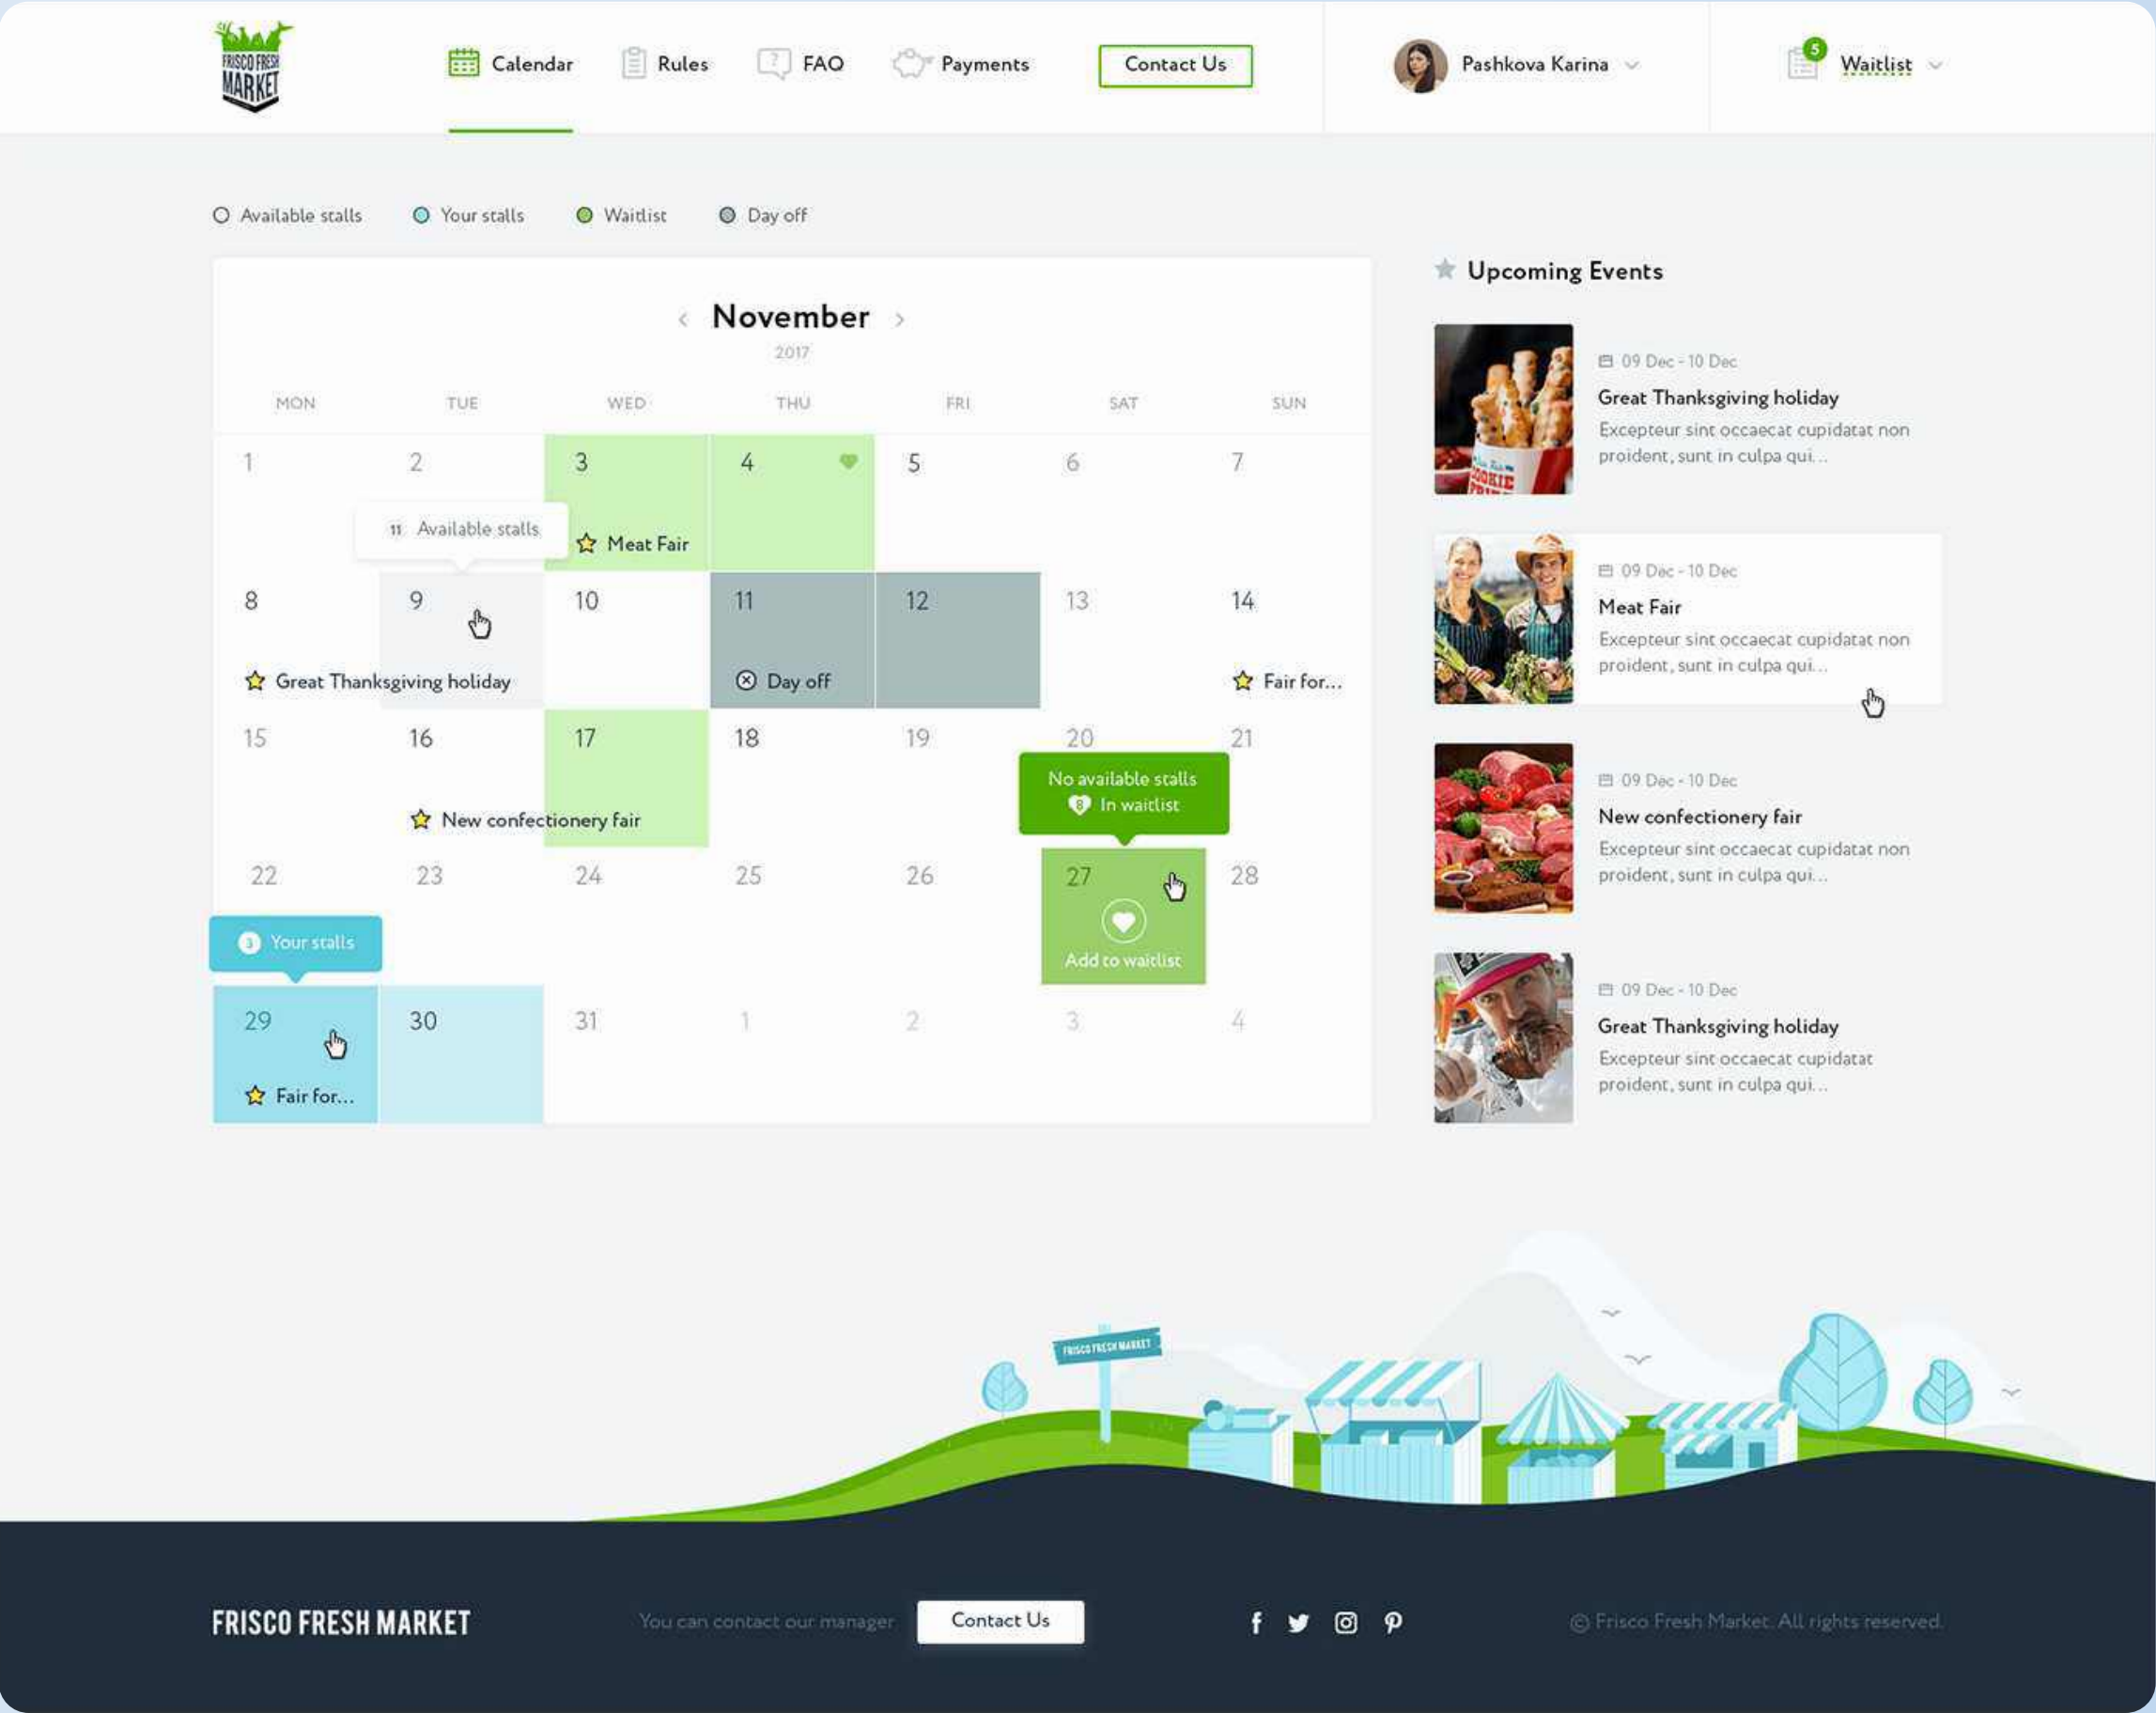 FRISCO FRESH
MARKET
Calendar
Rules
?
FAQ
Payments
Contact Us
Pashkova Karina
5
Waitlist
Available stalls
Your stalls
Waitlist
Day off
November
2017
MON TUE WED THU FRI SAT SUN
1 2 3 4 5 6 7
11 Available stalls
Meat Fair
8 9 10 11 12 13 14
Great Thanksgiving holiday
Day off
Fair for...
15 16 17 18 19 20 21
No available stalls
8 In waitlist
New confectionery fair
22 23 24 25 26 27 28
3 Your stalls
Add to waitlist
29 30 31 1 2 3 4
Fair for...
Upcoming Events
COOKIE
09 Dec - 10 Dec
Great Thanksgiving holiday
Excepteur sint occaecat cupidatat non
proident, sunt in culpa qui...
09 Dec - 10 Dec
Meat Fair
Excepteur sint occaecat cupidatat non
proident, sunt in culpa qui...
09 Dec - 10 Dec
New confectionery fair
Excepteur sint occaecat cupidatat non
proident, sunt in culpa qui...
09 Dec - 10 Dec
Great Thanksgiving holiday
Excepteur sint occaecat cupidatat
proident, sunt in culpa qui...
FRISCO FRESH MARKET
FRISCO FRESH MARKET
You can contact our manager
Contact Us
© Frisco Fresh Market. All rights reserved.